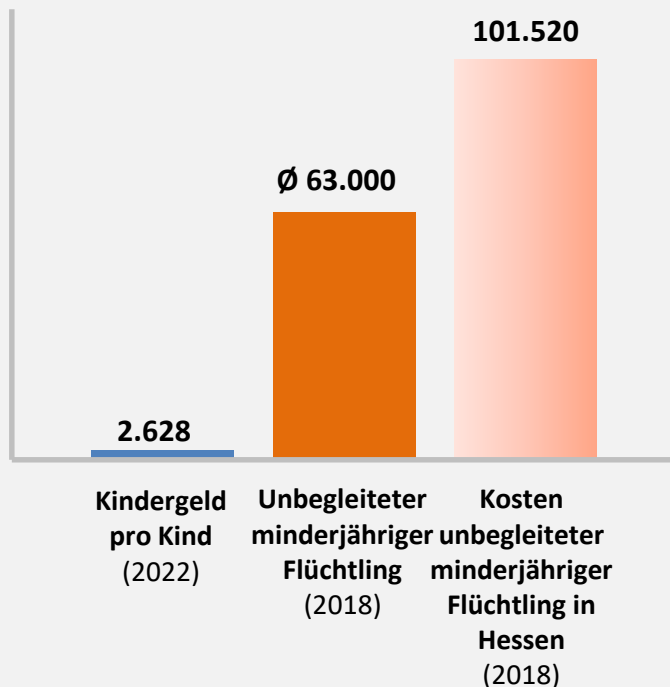 101.520
Ø 63.000
2.628
Kindergeld
pro Kind
(2022)
Unbegleiteter
minderjähriger
Flüchtling
(2018)
Kosten
unbegleiteter
minderjähriger
Flüchtling in
Hessen
(2018)